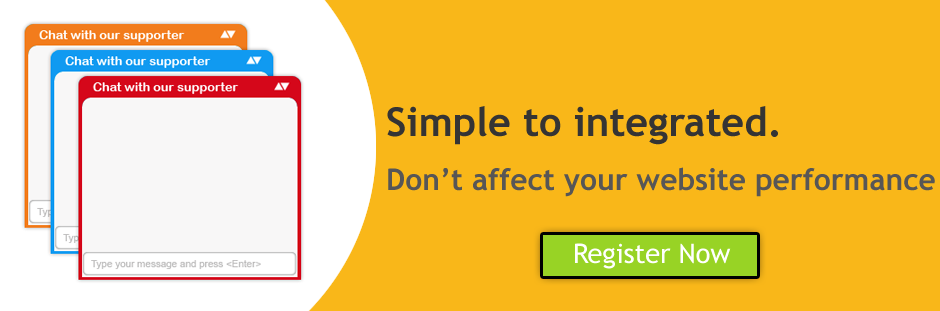 Chat with our supporter
Chat with our supporter
Chat with our supporter
Typ
Typ
Type your message and press <Enter>
Simple to integrated.
Don’t affect your website performance
Register Now